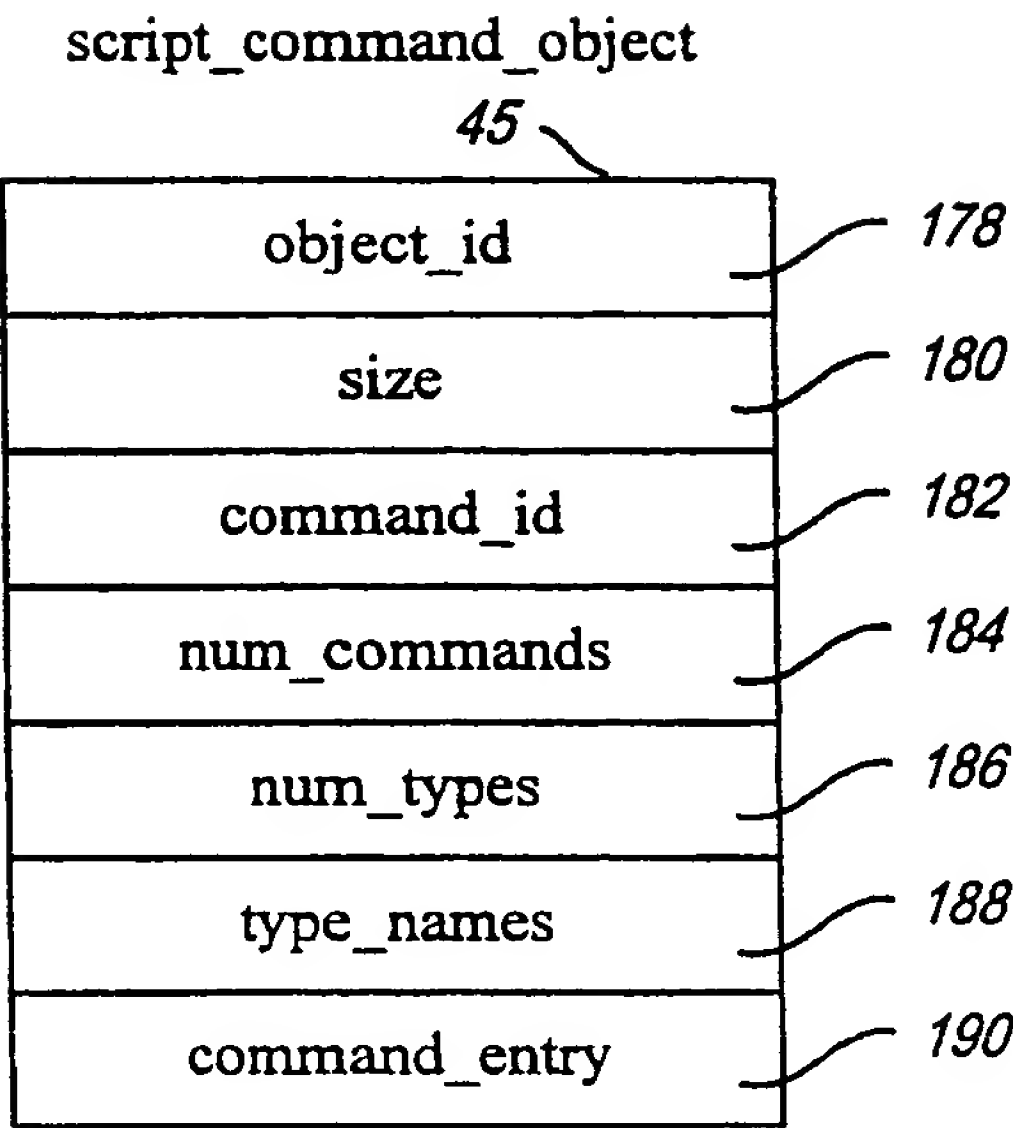 script_command_object
45
object_id 178
size 180
command_id 182
num_commands 184
num_types 186
type_names 188
command_entry 190